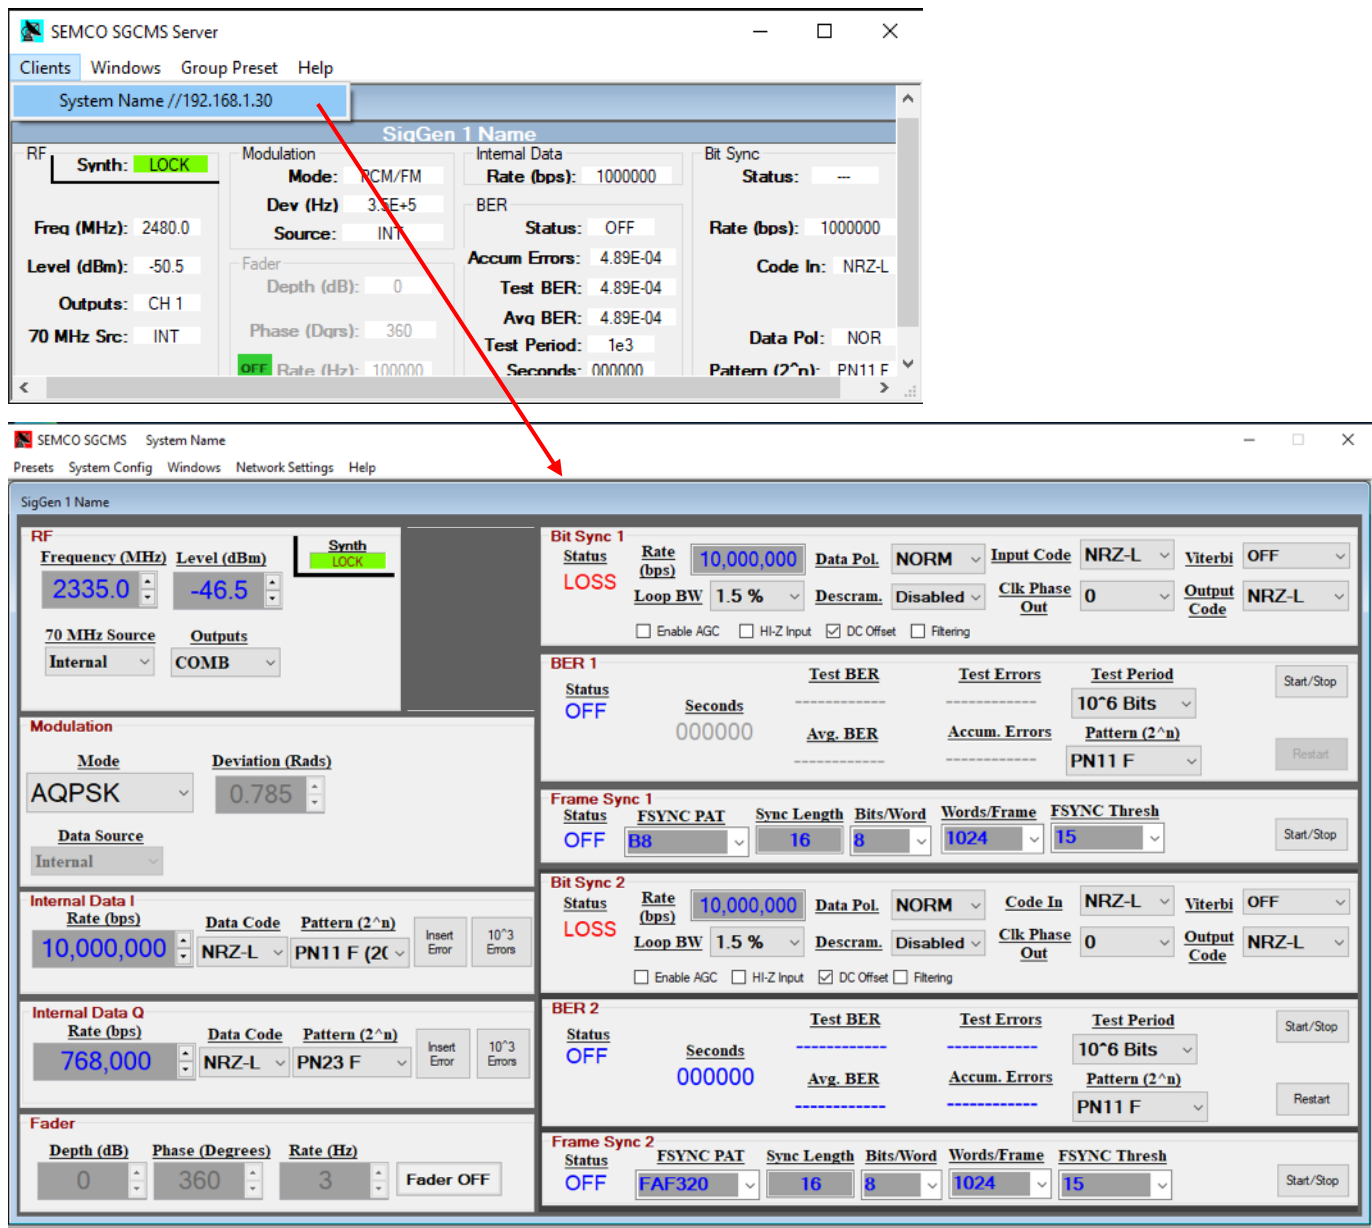 SEMCO SGCMS Server
Clients Windows Group Preset Help
System Name //192.168.1.30
SigGen 1 Name
RF
Synth: LOCK
Freq (MHz): 2480.0
Level (dBm): -50.5
Outputs: CH 1
70 MHz Src: INT
Modulation
Mode: PCM/FM
Dev (Hz) 3.5E+5
Source: INT
Fader
Depth (dB): 0
Phase (Dgrs): 360
OFF Rate (Hz): 100000
Internal Data
Rate (bps): 1000000
BER
Status: OFF
Accum Errors: 4.89E-04
Test BER: 4.89E-04
Avg BER: 4.89E-04
Test Period: 1e3
Seconds: 000000
Bit Sync
Status: ---
Rate (bps): 1000000
Code In: NRZ-L
Data Pol: NOR
Pattern (2^n): PN11 F
SEMCO SGCMS System Name
Presets System Config Windows Network Settings Help
SigGen 1 Name
RF
Frequency (MHz) Level (dBm) Synth
LOCK
2335.0 -46.5
70 MHz Source Outputs
Internal COMB
Modulation
Mode Deviation (Rads)
AQPSK 0.785
Data Source
Internal
Internal Data I
Rate (bps) Data Code Pattern (2^n)
10,000,000 NRZ-L PN11 F (2( Insert Error 10^3 Errors
Internal Data Q
Rate (bps) Data Code Pattern (2^n)
768,000 NRZ-L PN23 F Insert Error 10^3 Errors
Fader
Depth (dB) Phase (Degrees) Rate (Hz)
0 360 3 Fader OFF
Bit Sync 1
Status Rate (bps) 10,000,000 Data Pol. NORM Input Code NRZ-L Viterbi OFF
LOSS Loop BW 1.5 % Descram. Disabled Clk Phase Out 0 Output Code NRZ-L
Enable AGC HI-Z Input DC Offset Filtering
BER 1
Status Test BER Test Errors Test Period Start/Stop
OFF Seconds ------------ ------------ 10^6 Bits
000000 Avg. BER Accum. Errors Pattern (2^n) Restart
------------ ------------ PN11 F
Frame Sync 1
Status FSYNC PAT Sync Length Bits/Word Words/Frame FSYNC Thresh
OFF B8 16 8 1024 15 Start/Stop
Bit Sync 2
Status Rate (bps) 10,000,000 Data Pol. NORM Code In NRZ-L Viterbi OFF
LOSS Loop BW 1.5 % Descram. Disabled Clk Phase Out 0 Output Code NRZ-L
Enable AGC HI-Z Input DC Offset Filtering
BER 2
Status Test BER Test Errors Test Period Start/Stop
OFF Seconds ------------ ------------ 10^6 Bits
000000 Avg. BER Accum. Errors Pattern (2^n) Restart
------------ ------------ PN11 F
Frame Sync 2
Status FSYNC PAT Sync Length Bits/Word Words/Frame FSYNC Thresh
OFF FAF320 16 8 1024 15 Start/Stop